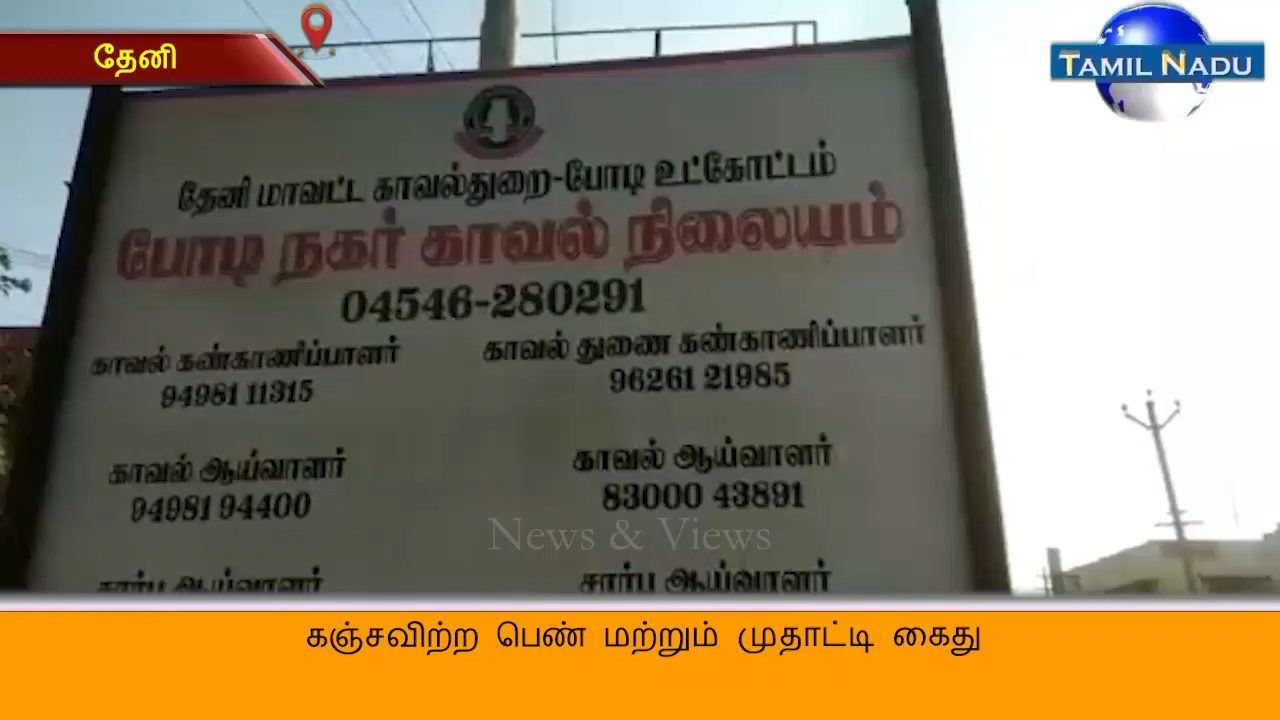 தேனி
TAMIL NADU
தேனி மாவட்ட காவல்துறை-போடி உட்கோட்டம்
போடி நகர் காவல் நிலையம்
04546-280291
காவல் கண்காணிப்பாளர் காவல் துணை கண்காணிப்பாளர்
94981 11315 96261 21985
காவல் ஆய்வாளர் காவல் ஆய்வாளர்
94981 94400 83000 43891
News & Views
சார்பு ஆய்வாளர் சார்பு ஆய்வாளர்
கஞ்சவிற்ற பெண் மற்றும் முதாட்டி கைது